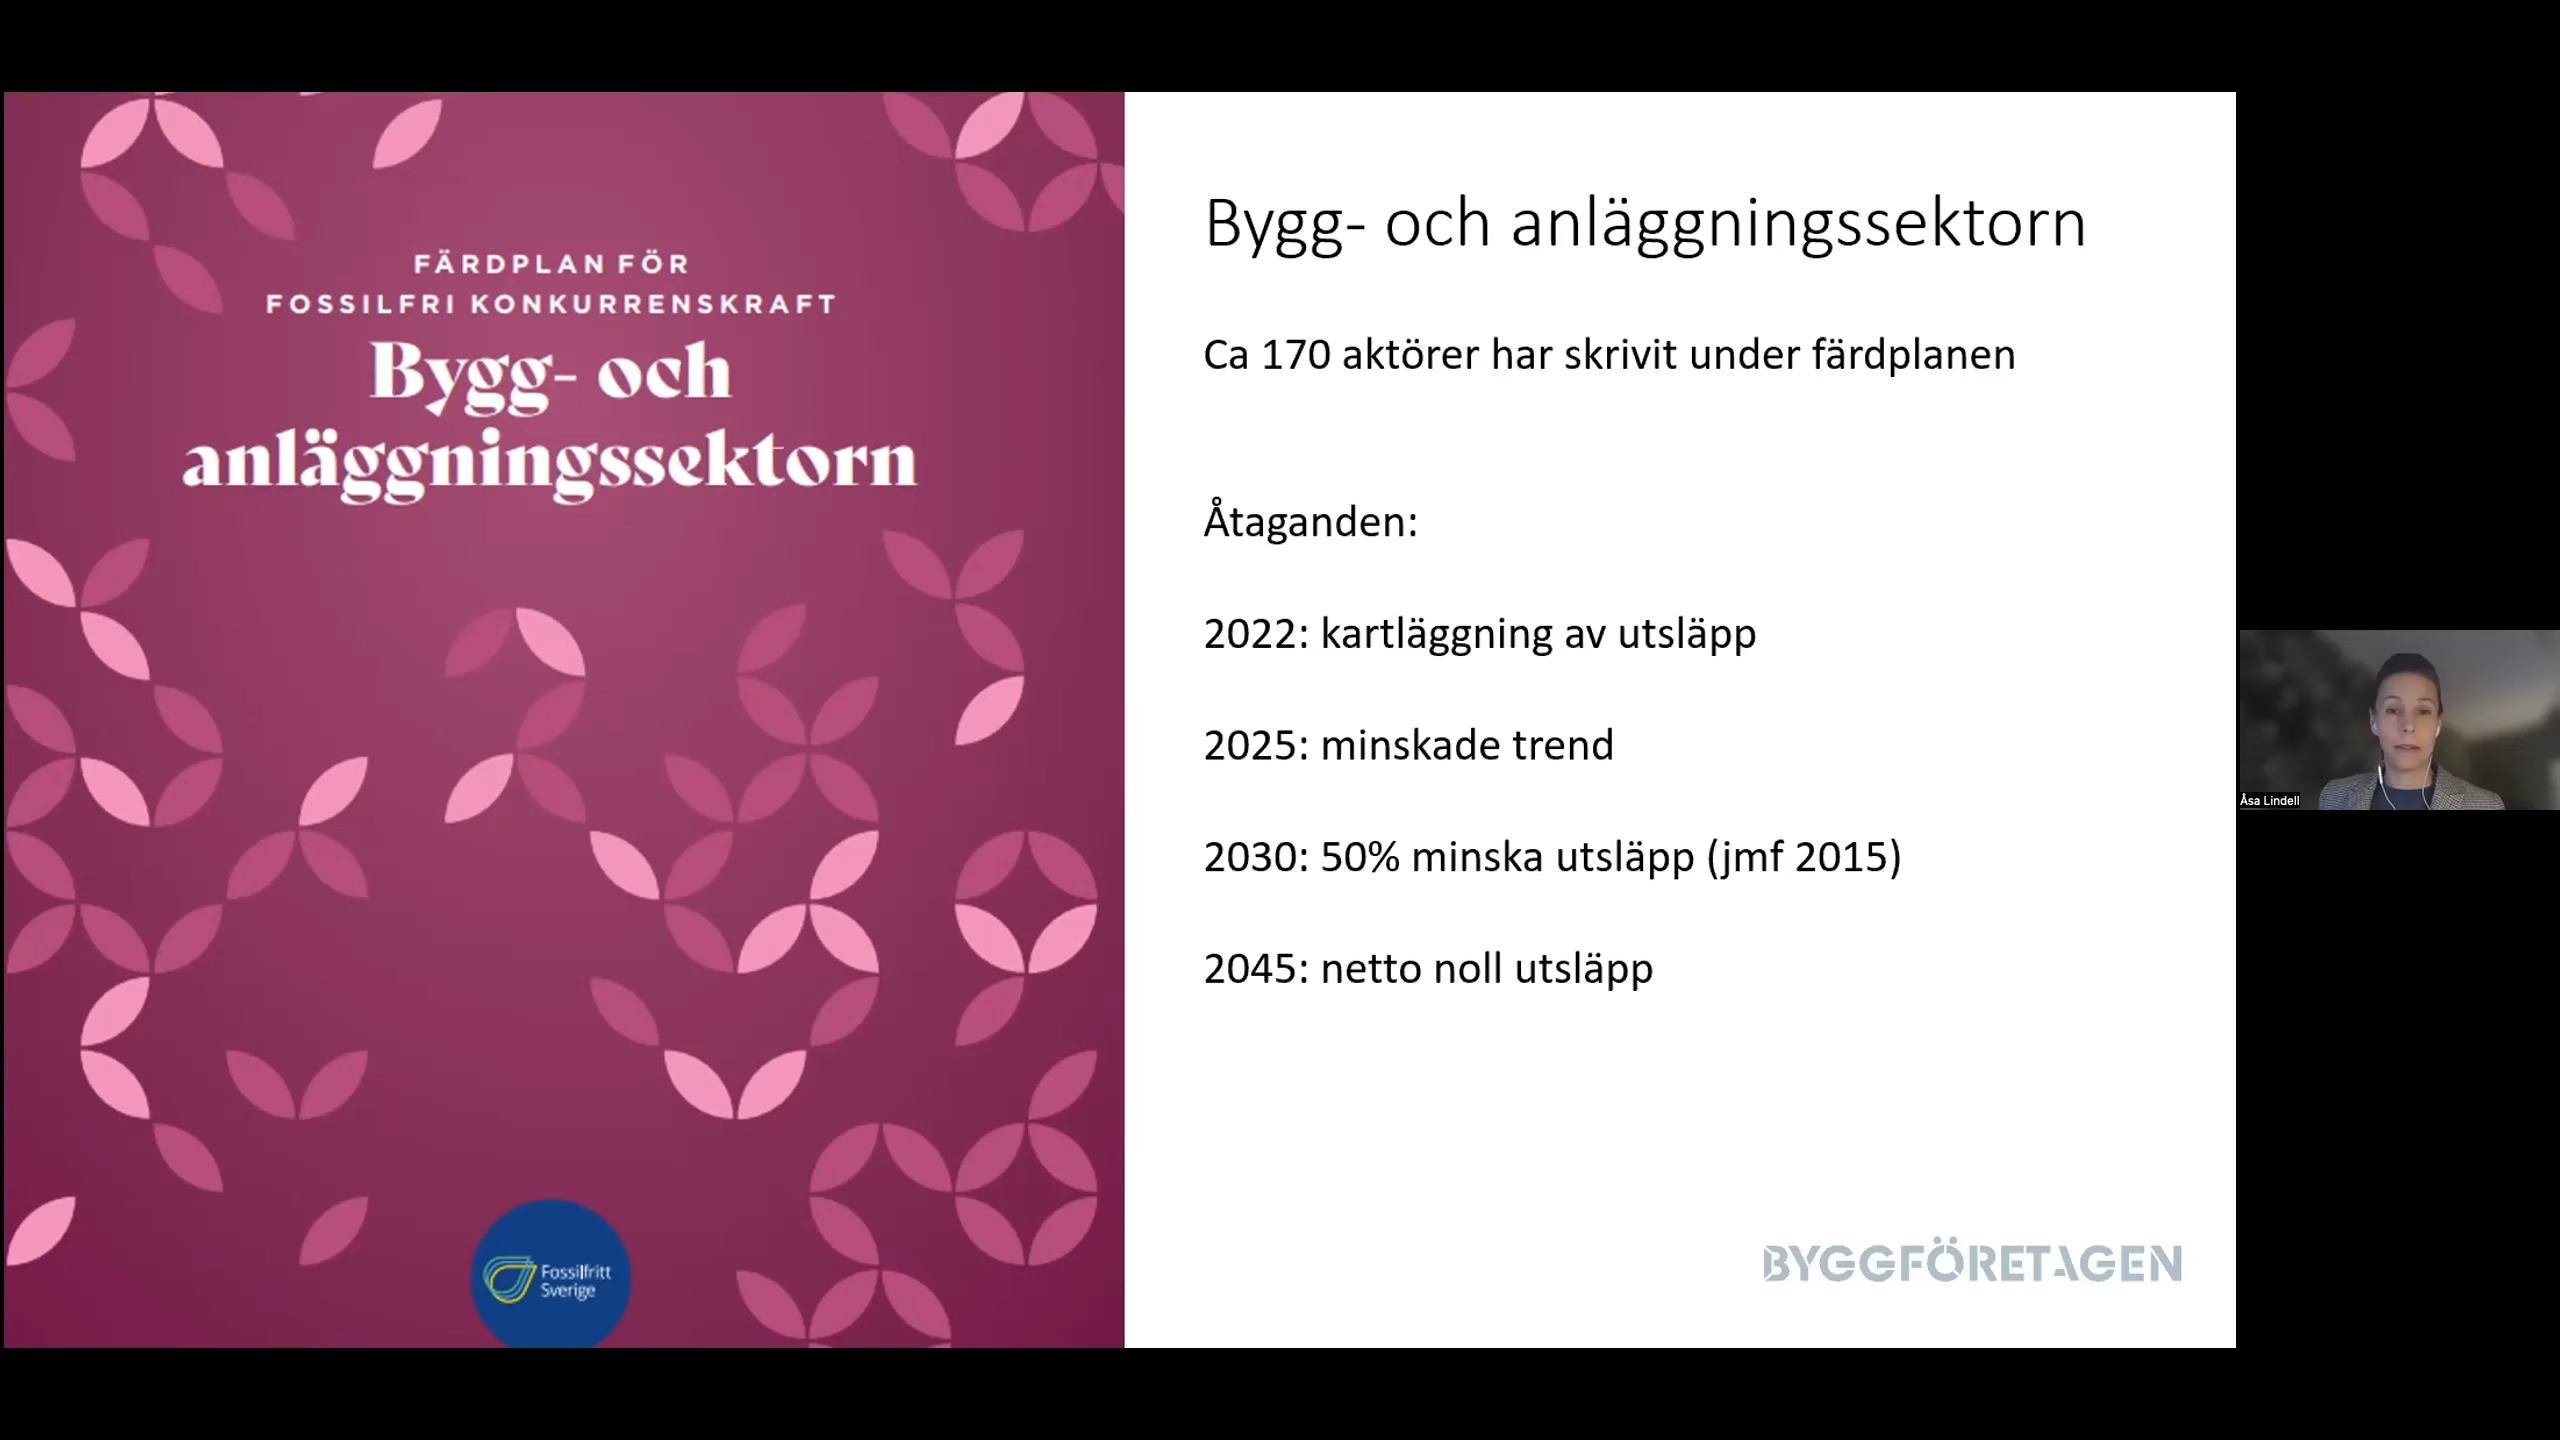 FÄRDPLAN FÖR
FOSSILFRI KONKURRENSKRAFT
Bygg- och
anläggningssektorn
Fossilfritt
Sverige
Bygg- och anläggningssektorn
Ca 170 aktörer har skrivit under färdplanen
Åtaganden:
2022: kartläggning av utsläpp
2025: minskade trend
2030: 50% minska utsläpp (jmf 2015)
2045: netto noll utsläpp
BYGGFÖRETAGEN
Åsa Lindell